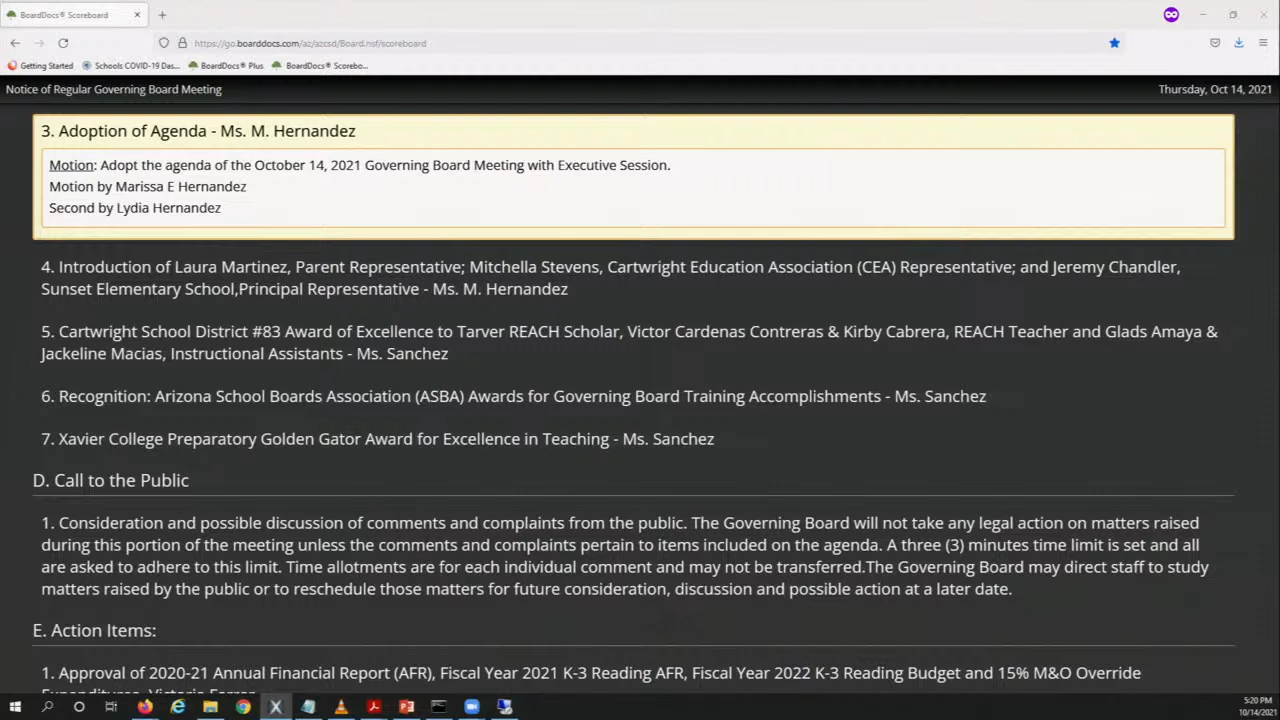 BoardDocs® Scoreboard
https://go.boarddocs.com/az/azcsd/Board.nsf/scoreboard
Getting Started Schools COVID-19 Das... BoardDocs® Plus BoardDocs® Scorebo...
Notice of Regular Governing Board Meeting Thursday, Oct 14, 2021
3. Adoption of Agenda - Ms. M. Hernandez
Motion: Adopt the agenda of the October 14, 2021 Governing Board Meeting with Executive Session.
Motion by Marissa E Hernandez
Second by Lydia Hernandez
4. Introduction of Laura Martinez, Parent Representative; Mitchella Stevens, Cartwright Education Association (CEA) Representative; and Jeremy Chandler,
Sunset Elementary School,Principal Representative - Ms. M. Hernandez
5. Cartwright School District #83 Award of Excellence to Tarver REACH Scholar, Victor Cardenas Contreras & Kirby Cabrera, REACH Teacher and Glads Amaya &
Jackeline Macias, Instructional Assistants - Ms. Sanchez
6. Recognition: Arizona School Boards Association (ASBA) Awards for Governing Board Training Accomplishments - Ms. Sanchez
7. Xavier College Preparatory Golden Gator Award for Excellence in Teaching - Ms. Sanchez
D. Call to the Public
1. Consideration and possible discussion of comments and complaints from the public. The Governing Board will not take any legal action on matters raised
during this portion of the meeting unless the comments and complaints pertain to items included on the agenda. A three (3) minutes time limit is set and all
are asked to adhere to this limit. Time allotments are for each individual comment and may not be transferred.The Governing Board may direct staff to study
matters raised by the public or to reschedule those matters for future consideration, discussion and possible action at a later date.
E. Action Items:
1. Approval of 2020-21 Annual Financial Report (AFR), Fiscal Year 2021 K-3 Reading AFR, Fiscal Year 2022 K-3 Reading Budget and 15% M&O Override
5:20 PM
10/14/2021